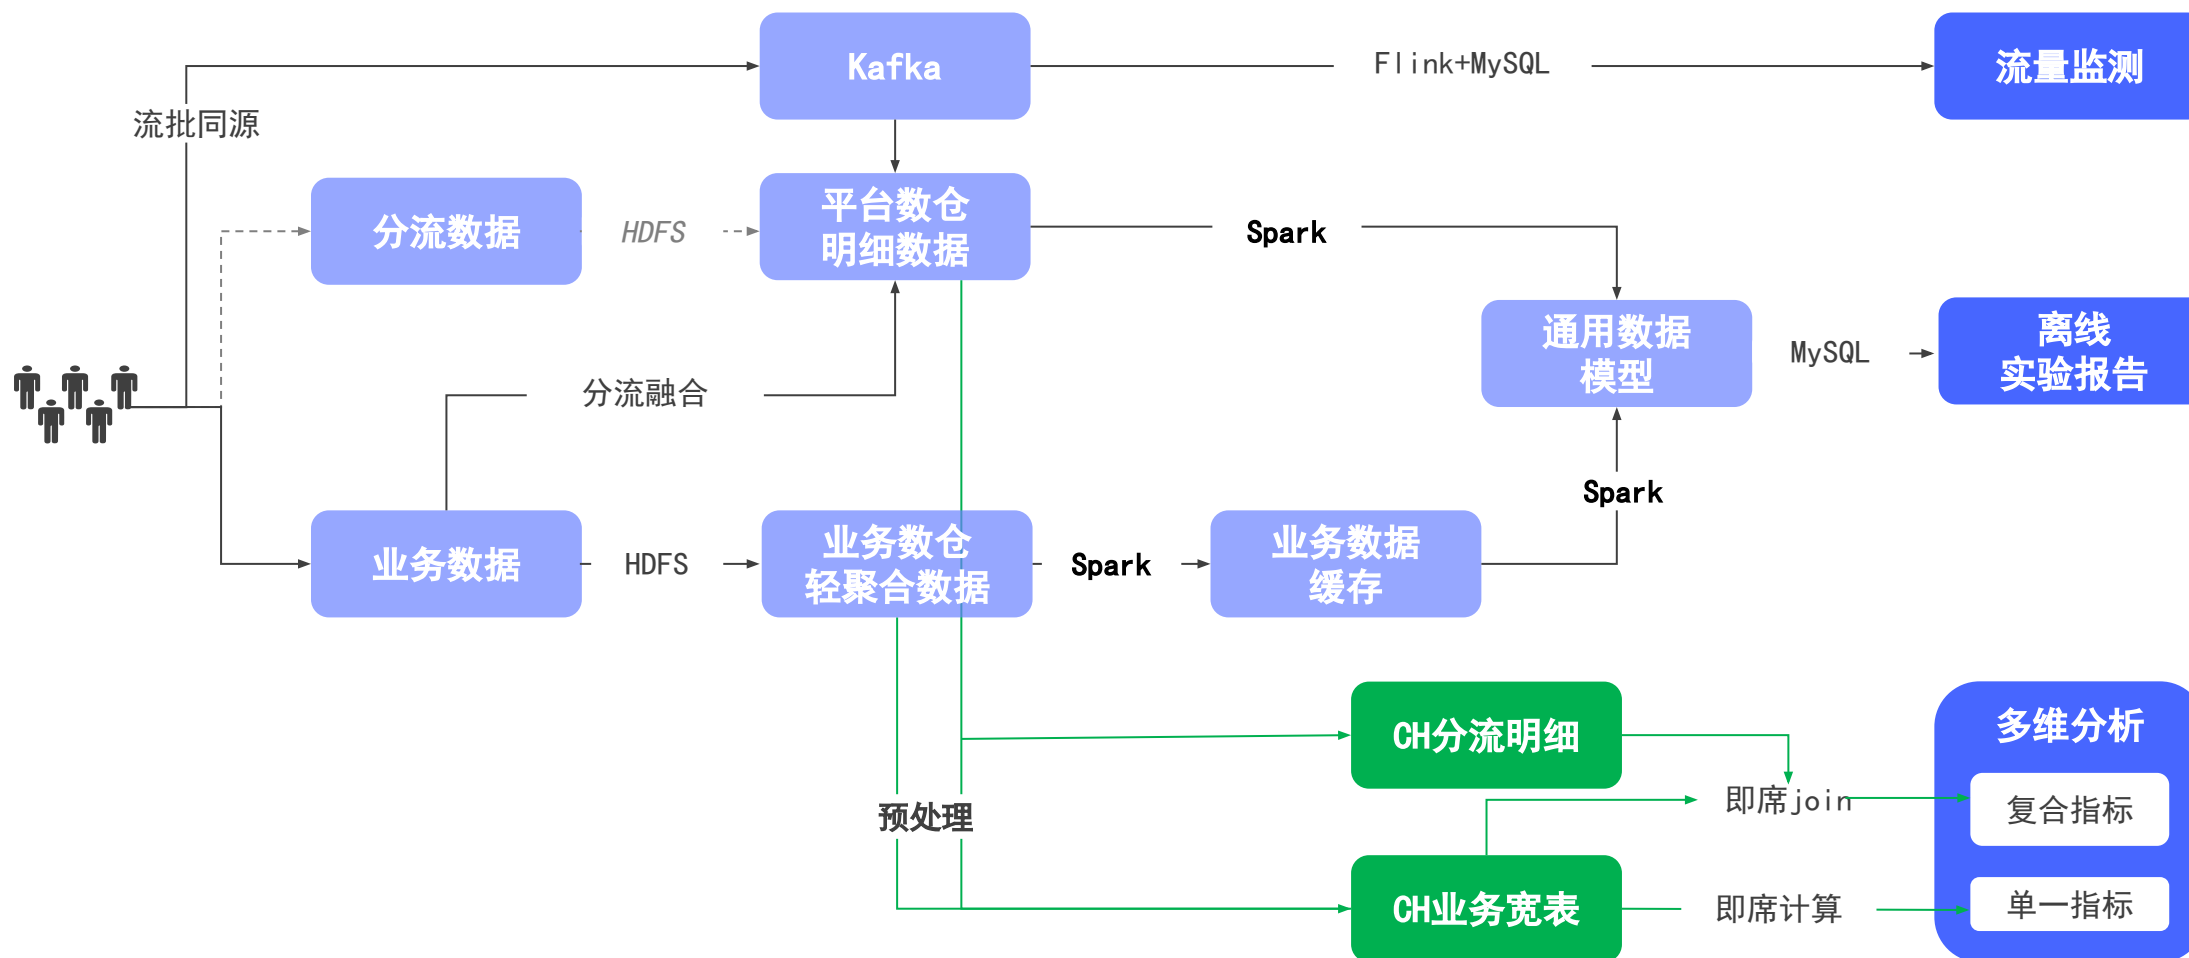 Kafka
Flink+MySQL
流量监测
流批同源
分流数据
HDFS
平台数仓
明细数据
Spark
通用数据
模型
MySQL
离线
实验报告
分流融合
Spark
业务数据
HDFS
业务数仓
轻聚合数据
Spark
业务数据
缓存
CH分流明细
多维分析
预处理
即席join
复合指标
CH业务宽表
即席计算
单一指标